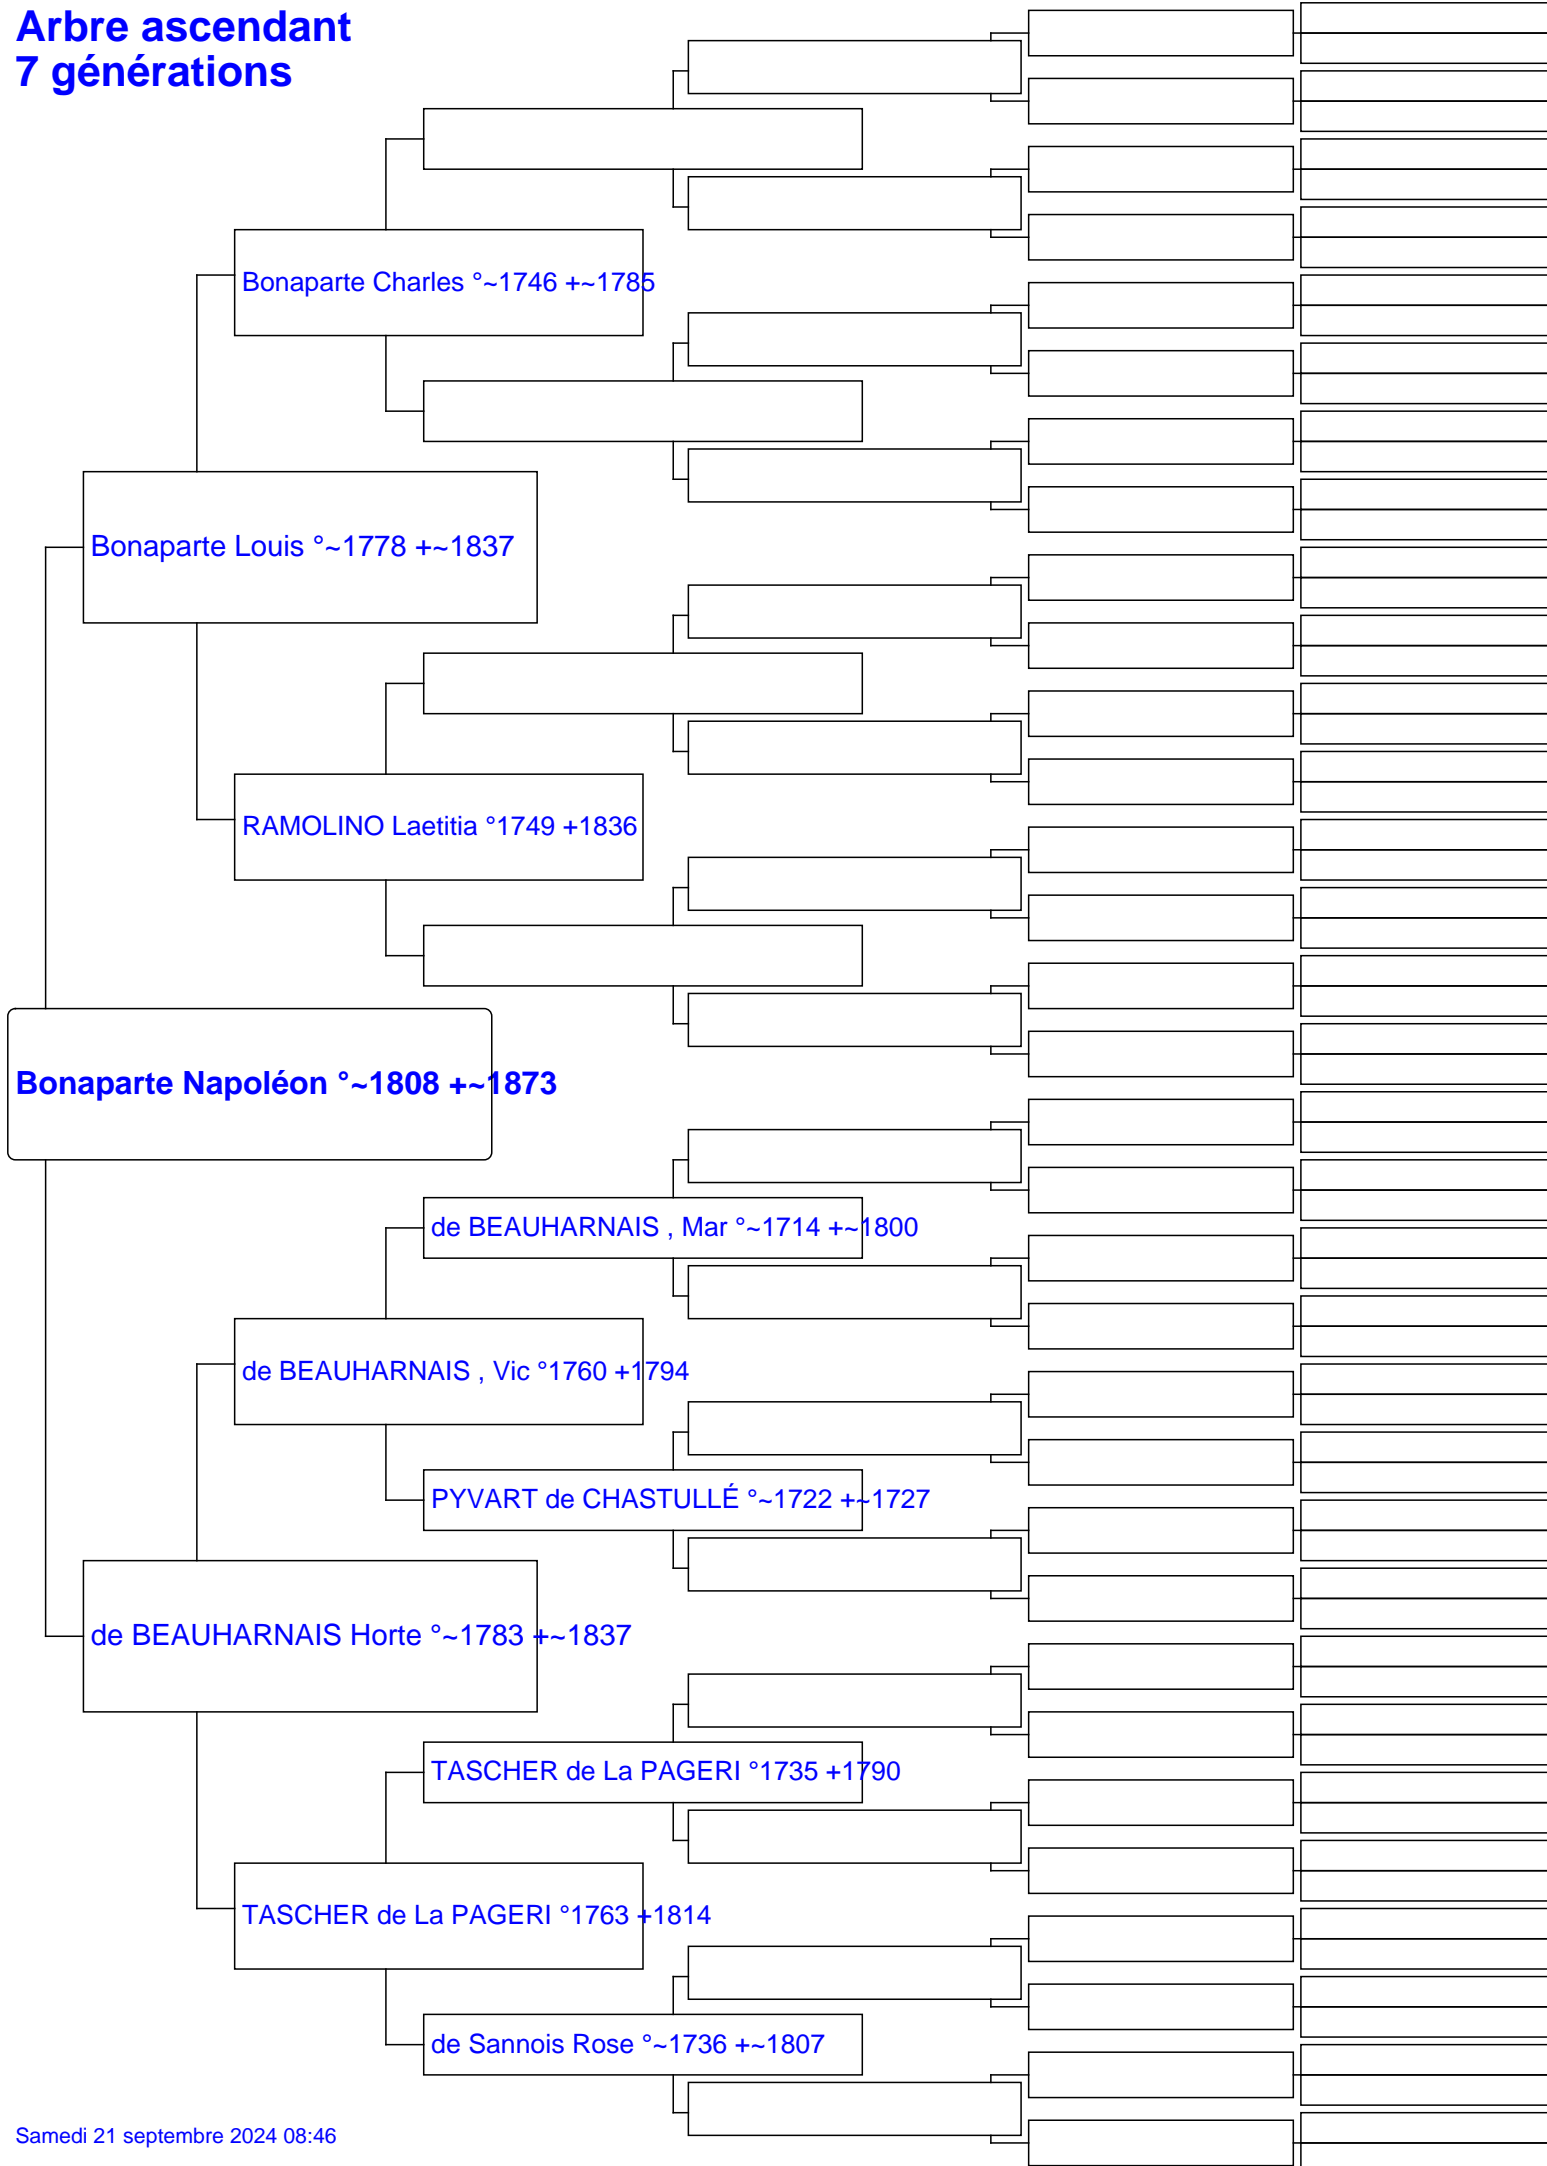 Arbre ascendant
7 générations
Bonaparte Charles °~1746 +~1785
Bonaparte Louis °~1778 +~1837
RAMOLINO Laetitia °1749 +1836
Bonaparte Napoléon °~1808 +~1873
de BEAUHARNAIS , Mar °~1714 +~1800
de BEAUHARNAIS , Vic °1760 +1794
PYVART de CHASTULLÉ °~1722 +~1727
de BEAUHARNAIS Horte °~1783 +~1837
TASCHER de La PAGERI °1735 +1790
TASCHER de La PAGERI °1763 +1814
de Sannois Rose °~1736 +~1807
Samedi 21 septembre 2024 08:46